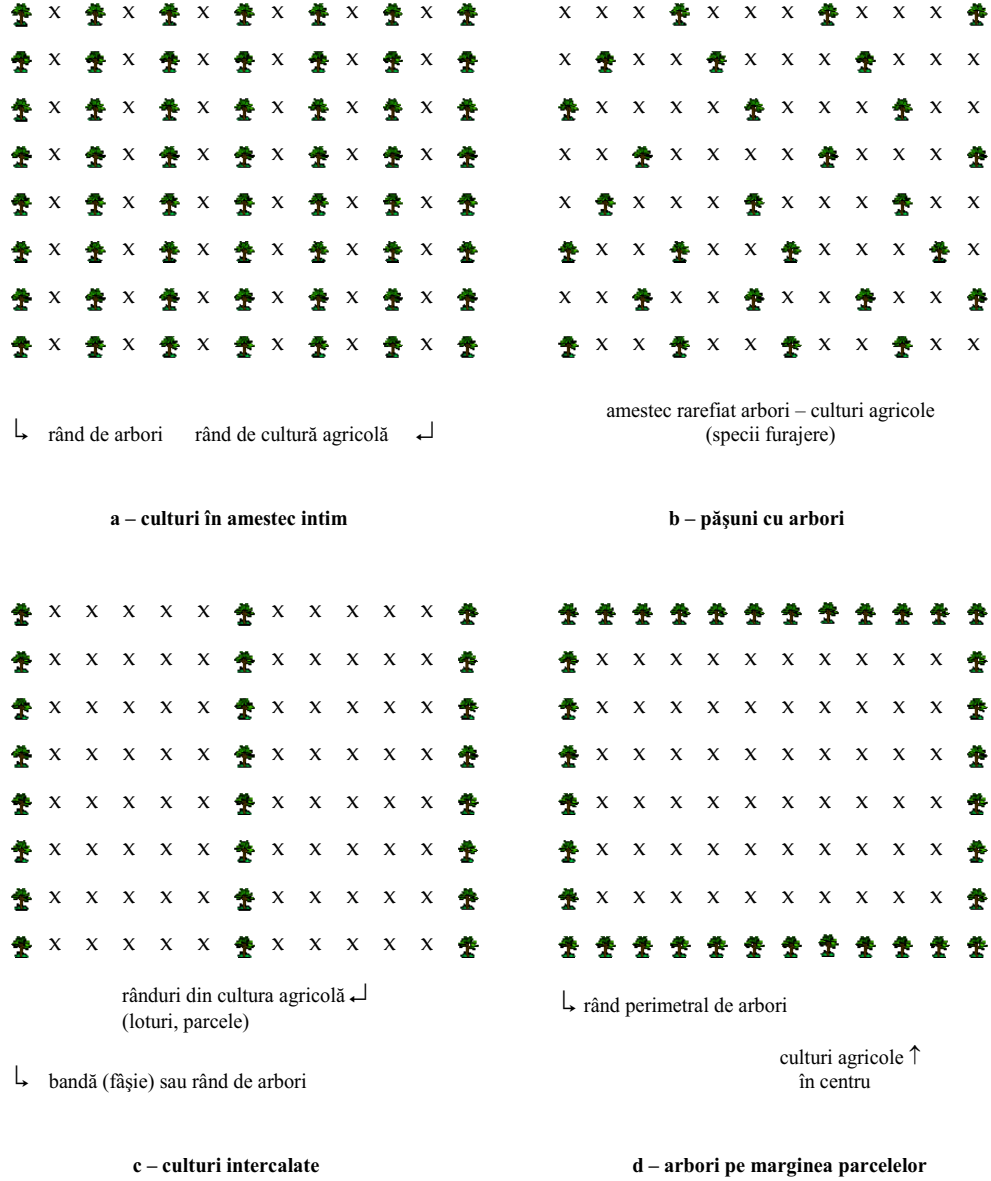 X X X X X X
X X X X X X
X X X X X X
X X X X X X
X X X X X X
X X X X X X
X X X X X X
X X X X X X
rând de arbori rând de cultură agricolă
a – culturi în amestec intim
X X X X X X X X X
X X X X X X X X X
X X X X X X X X X
X X X X X X X X X
X X X X X X X X X
X X X X X X X X
X X X X X X X X
X X X X X X X X
amestec rarefiat arbori – culturi agricole
(specii furajere)
b – păşuni cu arbori
X X X X X X X X X X
X X X X X X X X X X
X X X X X X X X X X
X X X X X X X X X X
X X X X X X X X X X
X X X X X X X X X X
X X X X X X X X X X
X X X X X X X X X X
rânduri din cultura agricolă
(loturi, parcele)
bandă (fâşie) sau rând de arbori
c – culturi intercalate
X X X X X X X X X X
X X X X X X X X X X
X X X X X X X X X X
X X X X X X X X X X
X X X X X X X X X X
X X X X X X X X X X
rând perimetral de arbori
culturi agricole ↑
în centru
d – arbori pe marginea parcelelor